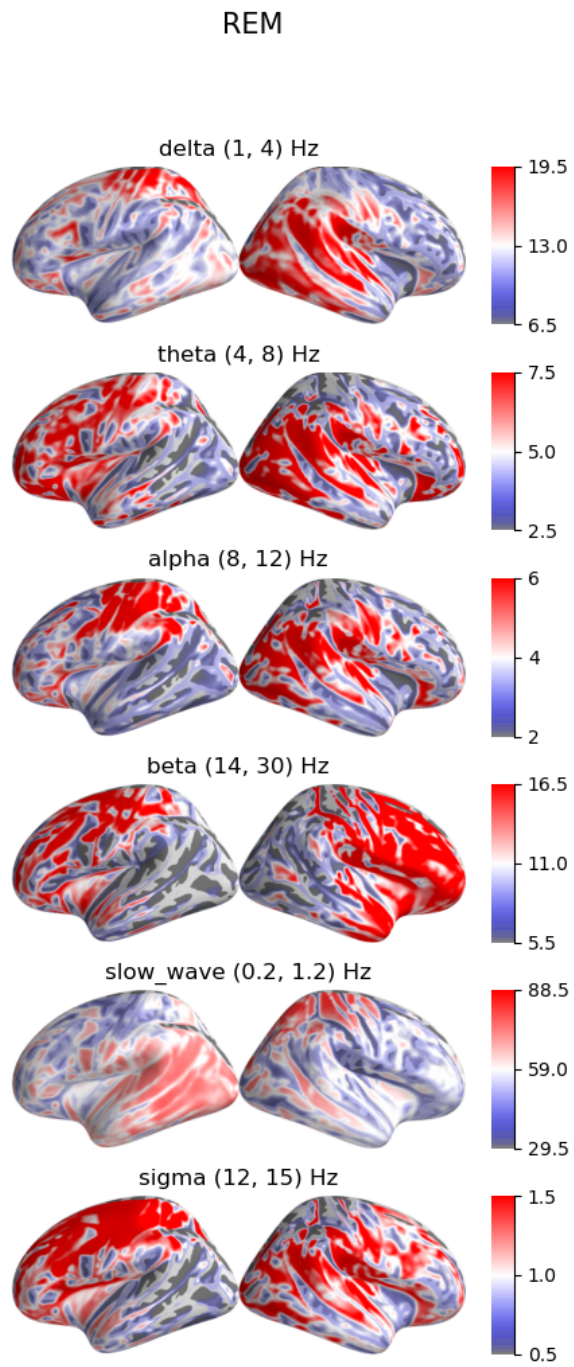 REM
delta (1, 4) Hz
19.5
13.0
6.5
theta (4, 8) Hz
7.5
5.0
2.5
alpha (8, 12) Hz
6
4
2
beta (14, 30) Hz
16.5
11.0
5.5
slow_wave (0.2, 1.2) Hz
88.5
59.0
29.5
sigma (12, 15) Hz
1.5
1.0
0.5